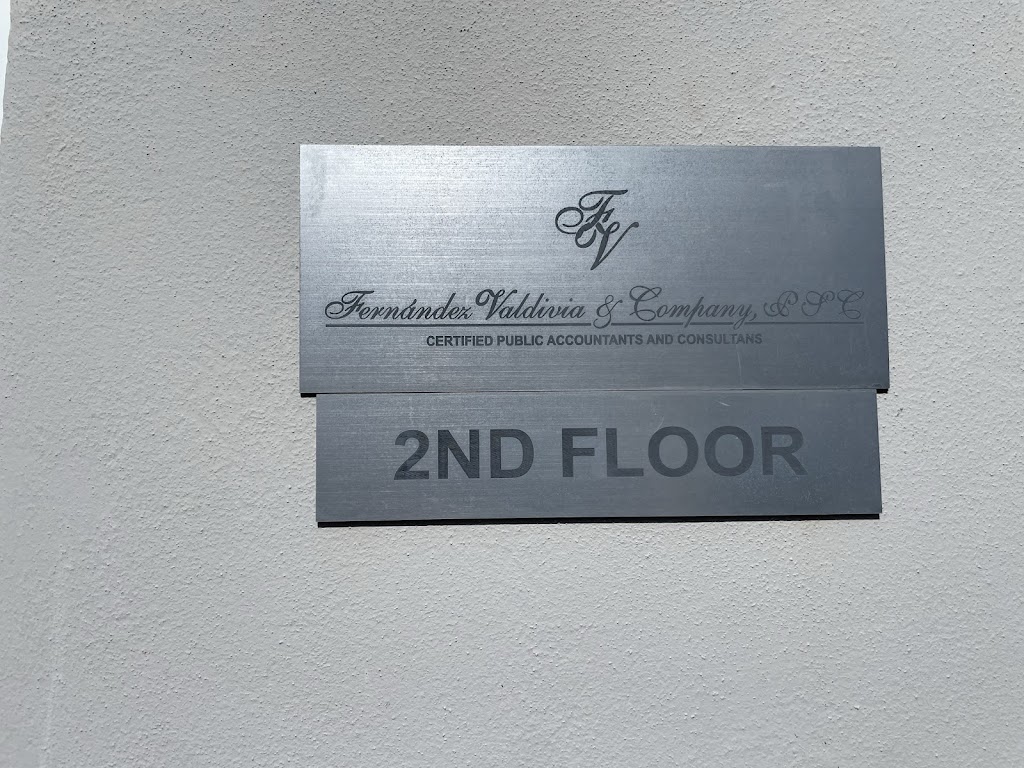 FV
Fernández Valdivia & Company, PSC
CERTIFIED PUBLIC ACCOUNTANTS AND CONSULTANS
2ND FLOOR